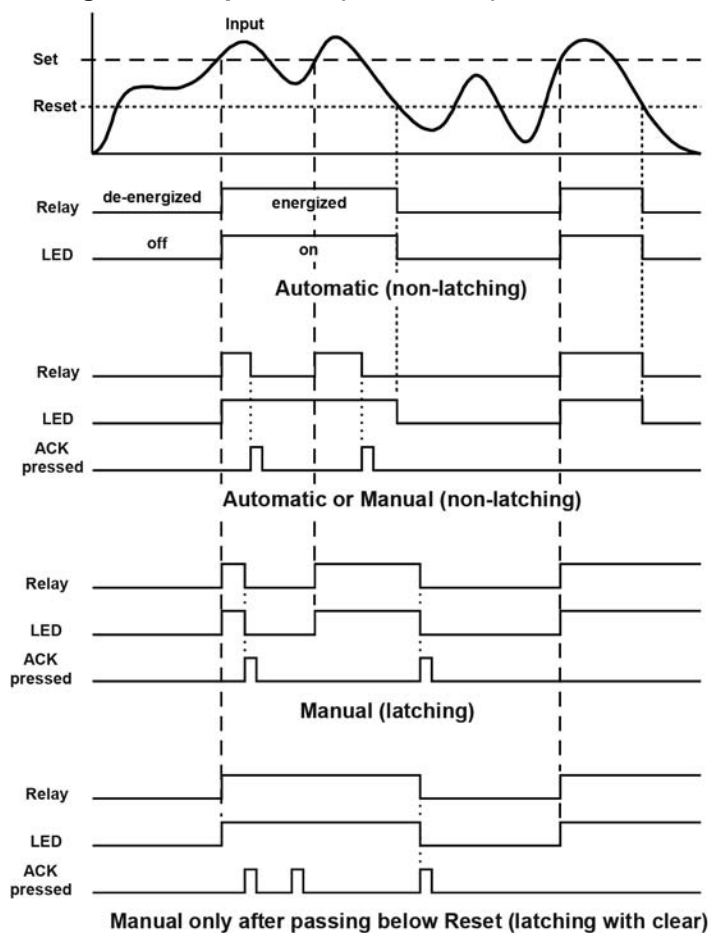 Input
Set
Reset
Relay de-energized energized
LED off on
Automatic (non-latching)
Relay
LED
ACK
pressed
Automatic or Manual (non-latching)
Relay
LED
ACK
pressed
Manual (latching)
Relay
LED
ACK
pressed
Manual only after passing below Reset (latching with clear)